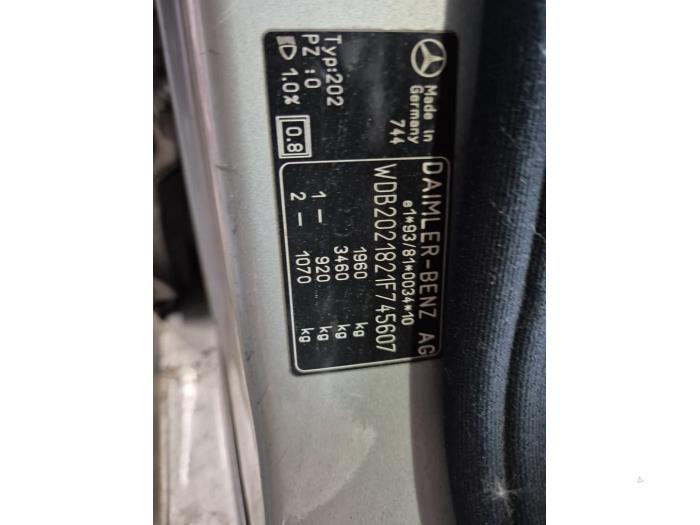 DAIMLER-BENZ AG
e1*93/81*0034*10
WDB2021821F745607
1960 kg
3460 kg
1 — 920 kg
2 — 1070 kg
Made in
Germany
744
Typ:202
PZ :0
1.0%
0.8